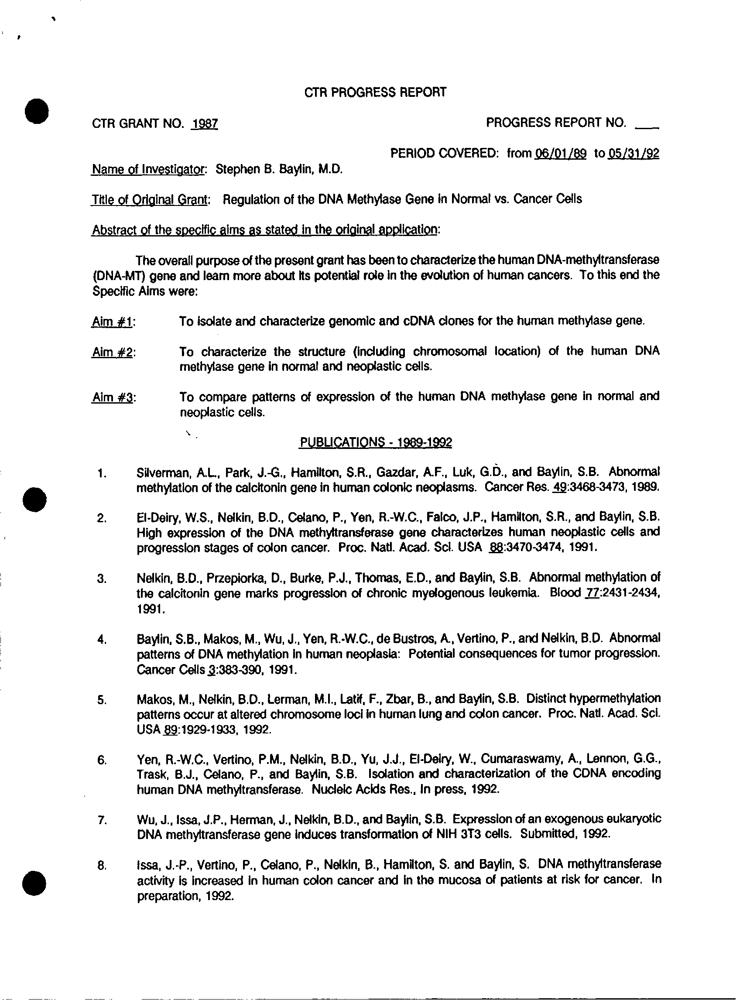 CTR PROGRESS REPORT
CTR GRANT NO. 1987 PROGRESS REPORT NO. ___
PERIOD COVERED: from 06/01/89 to 05/31/92
Name of Investigator: Stephen B. Baylin, M.D.
Title of Original Grant: Regulation of the DNA Methylase Gene in Normal vs. Cancer Cells
Abstract of the specific aims as stated in the original application:
The overall purpose of the present grant has been to characterize the human DNA-methyltransferase
(DNA-MT) gene and learn more about its potential role in the evolution of human cancers. To this end the
Specific Aims were:
Aim #1: To isolate and characterize genomic and cDNA clones for the human methylase gene.
Aim #2: To characterize the structure (including chromosomal location) of the human DNA
methylase gene in normal and neoplastic cells.
Aim #3: To compare patterns of expression of the human DNA methylase gene in normal and
neoplastic cells.
PUBLICATIONS - 1989-1992
1. Silverman, A.L., Park, J.-G., Hamilton, S.R., Gazdar, A.F., Luk, G.D., and Baylin, S.B. Abnormal
methylation of the calcitonin gene in human colonic neoplasms. Cancer Res. 49:3468-3473, 1989.
2. El-Deiry, W.S., Nelkin, B.D., Celano, P., Yen, R.-W.C., Falco, J.P., Hamilton, S.R., and Baylin, S.B.
High expression of the DNA methyltransferase gene characterizes human neoplastic cells and
progression stages of colon cancer. Proc. Natl. Acad. Sci. USA 88:3470-3474, 1991.
3. Nelkin, B.D., Przepiorka, D., Burke, P.J., Thomas, E.D., and Baylin, S.B. Abnormal methylation of
the calcitonin gene marks progression of chronic myelogenous leukemia. Blood 77:2431-2434,
1991.
4. Baylin, S.B., Makos, M., Wu, J., Yen, R.-W.C., de Bustros, A., Vertino, P., and Nelkin, B.D. Abnormal
patterns of DNA methylation in human neoplasia: Potential consequences for tumor progression.
Cancer Cells 3:383-390, 1991.
5. Makos, M., Nelkin, B.D., Lerman, M.I., Latif, F., Zbar, B., and Baylin, S.B. Distinct hypermethylation
patterns occur at altered chromosome loci in human lung and colon cancer. Proc. Natl. Acad. Sci.
USA 89:1929-1933, 1992.
6. Yen, R.-W.C., Vertino, P.M., Nelkin, B.D., Yu, J.J., El-Deiry, W., Cumaraswamy, A., Lennon, G.G.,
Trask, B.J., Celano, P., and Baylin, S.B. Isolation and characterization of the CDNA encoding
human DNA methyltransferase. Nucleic Acids Res., In press, 1992.
7. Wu, J., Issa, J.P., Herman, J., Nelkin, B.D., and Baylin, S.B. Expression of an exogenous eukaryotic
DNA methyltransferase gene induces transformation of NIH 3T3 cells. Submitted, 1992.
8. Issa, J.-P., Vertino, P., Celano, P., Nelkin, B., Hamilton, S. and Baylin, S. DNA methyltransferase
activity is increased in human colon cancer and in the mucosa of patients at risk for cancer. In
preparation, 1992.